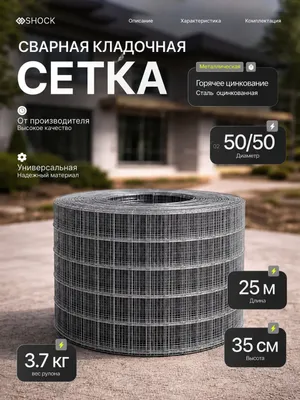 SHOCK
Описание
Характеристика
Комплектация
СВАРНАЯ КЛАДОЧНАЯ
СЕТКА
Металлическая
Горячее цинкование
Сталь оцинкованная
От производителя
Высокое качество
50/50
Диаметр
Универсальная
Надежный материал
25 м
Длина
35 см
Высота
3.7 кг
вес рулона